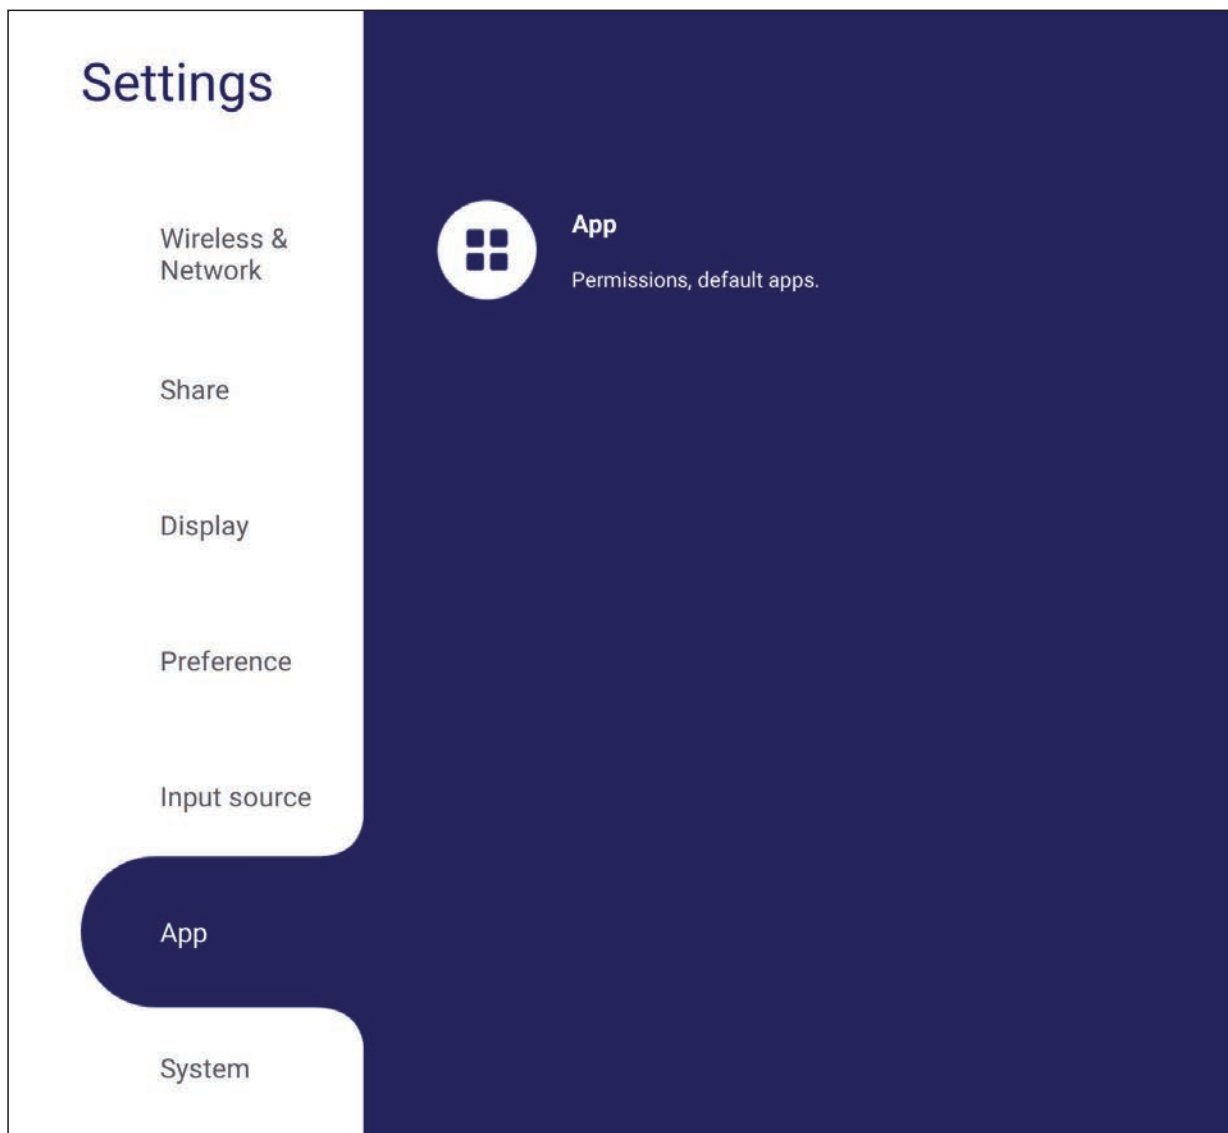 Settings
Wireless &
Network
Share
Display
Preference
Input source
App
System
App
Permissions, default apps.